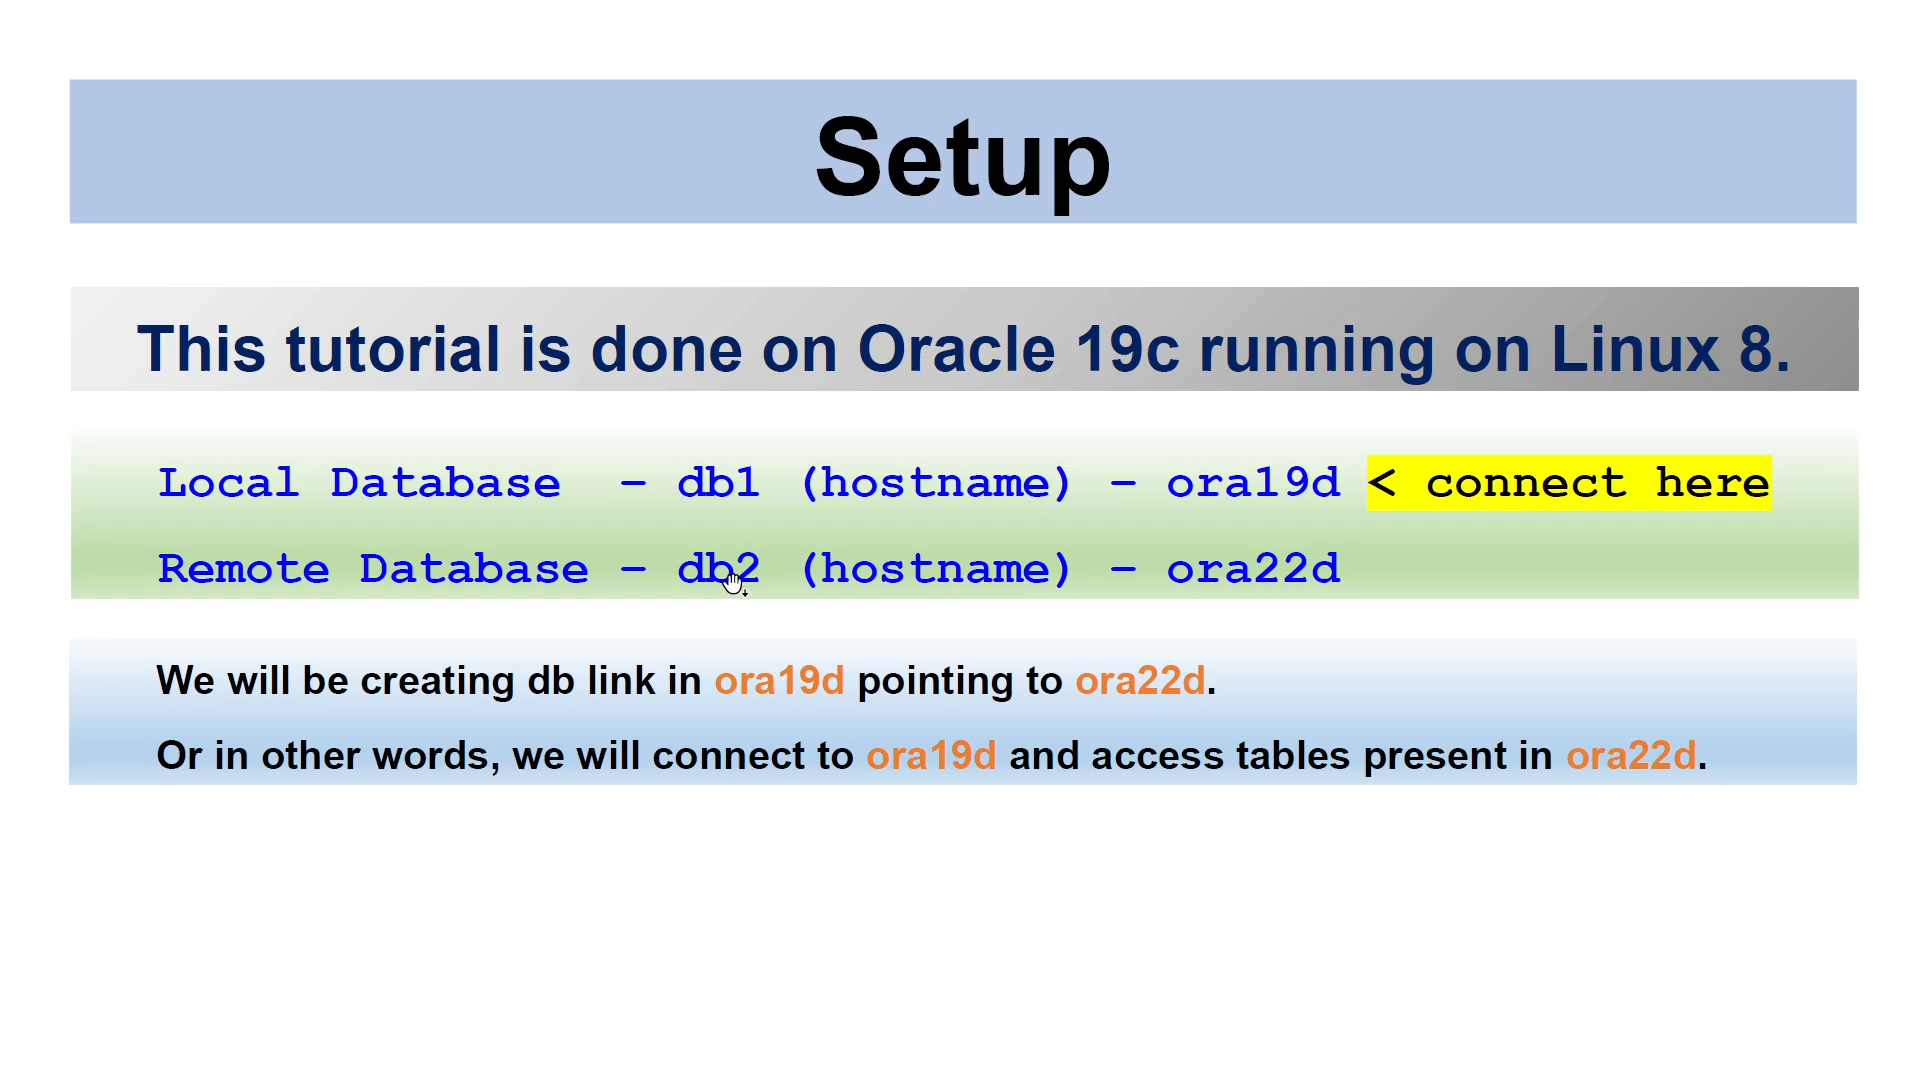 Setup
This tutorial is done on Oracle 19c running on Linux 8.
Local Database – db1 (hostname) – ora19d < connect here
Remote Database – db2 (hostname) – ora22d
We will be creating db link in ora19d pointing to ora22d.
Or in other words, we will connect to ora19d and access tables present in ora22d.